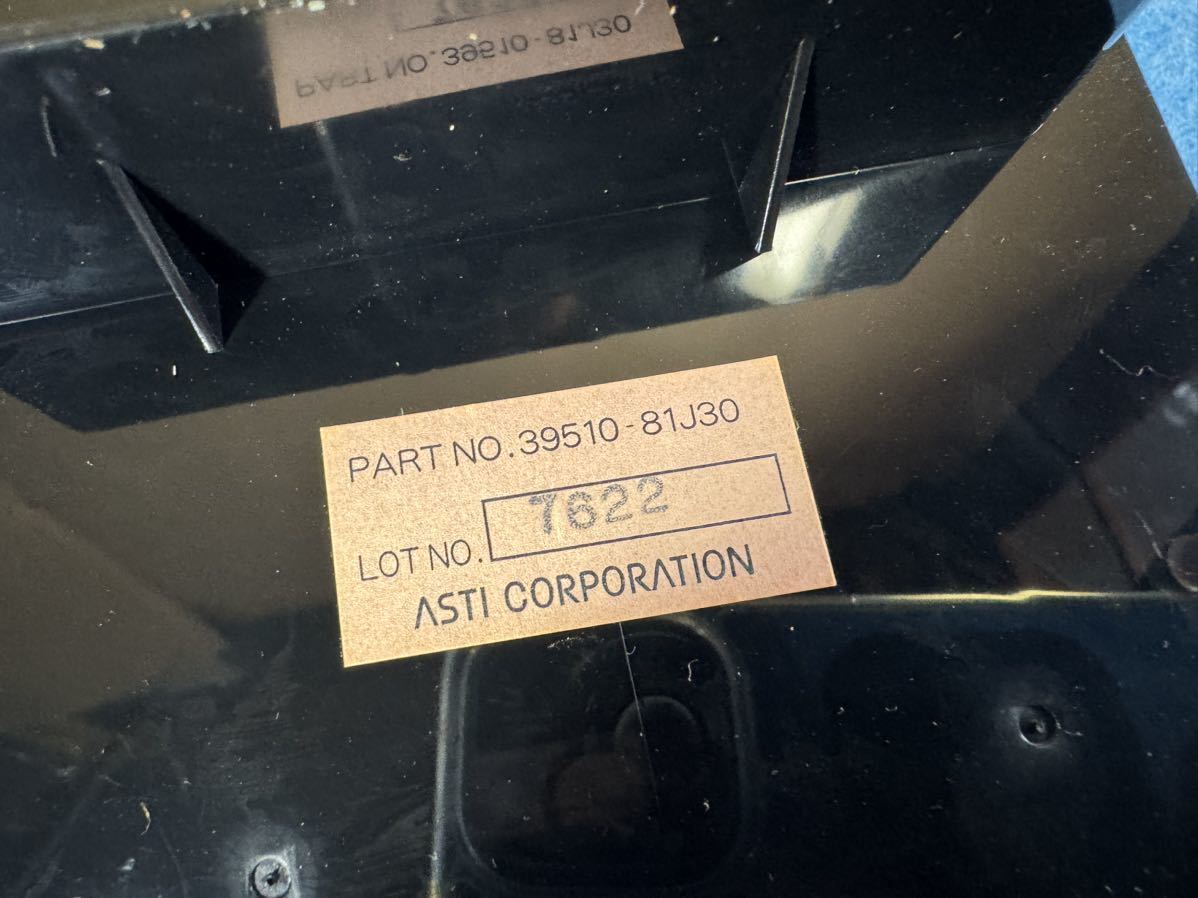 PART NO. 39510-81J30
PART NO. 39510-81J30
LOT NO. 7622
ASTI CORPORATION